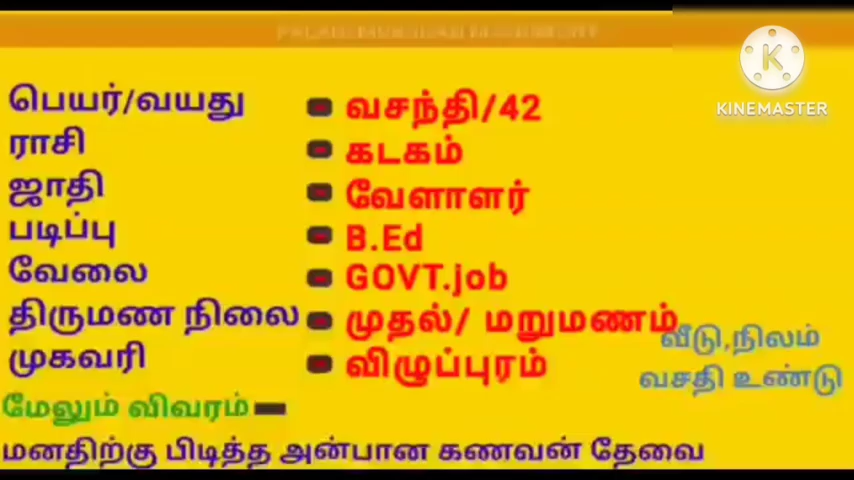 KINEMASTER
பெயர்/வயது - வசந்தி/42
ராசி - கடகம்
ஜாதி - வேளாளர்
படிப்பு - B.Ed
வேலை - GOVT.job
திருமண நிலை - முதல்/ மறுமணம்
முகவரி - விழுப்புரம்
வீடு,நிலம்
வசதி உண்டு
மேலும் விவரம் -
மனதிற்கு பிடித்த அன்பான கணவன் தேவை